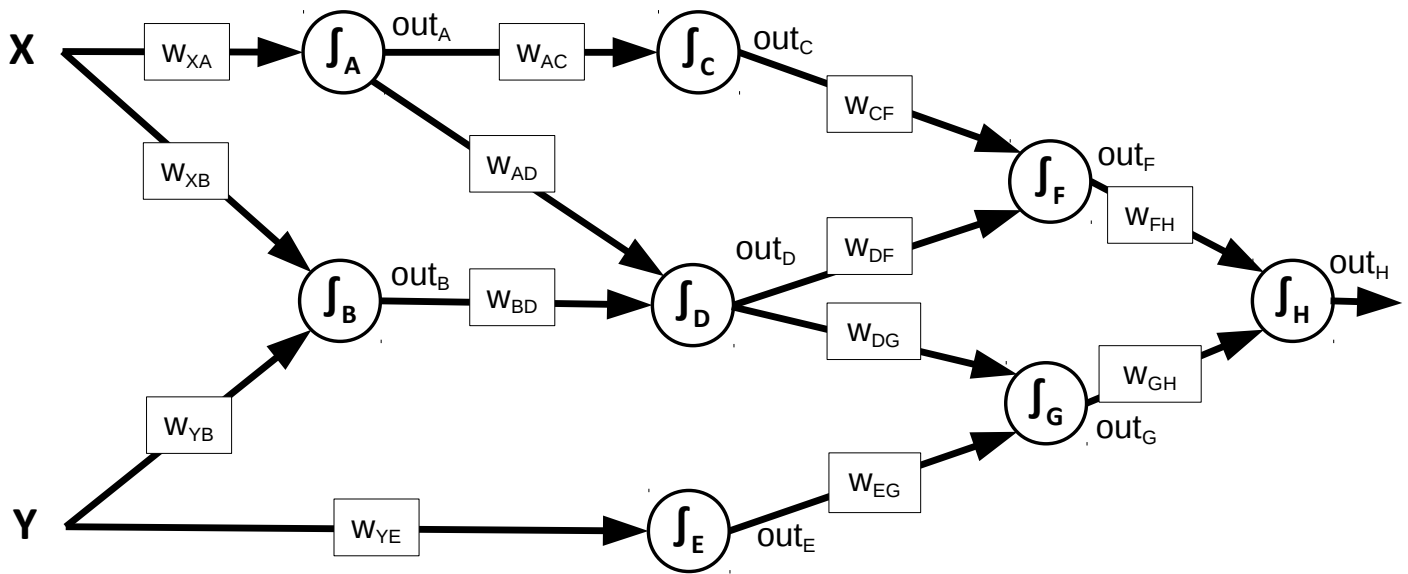 X
w_XA
∫_A
out_A
w_AC
∫_C
out_C
w_CF
w_XB
w_AD
∫_F
out_F
w_FH
∫_B
out_B
w_BD
∫_D
out_D
w_DF
w_DG
∫_H
out_H
w_YB
∫_G
out_G
w_GH
Y
w_YE
∫_E
out_E
w_EG